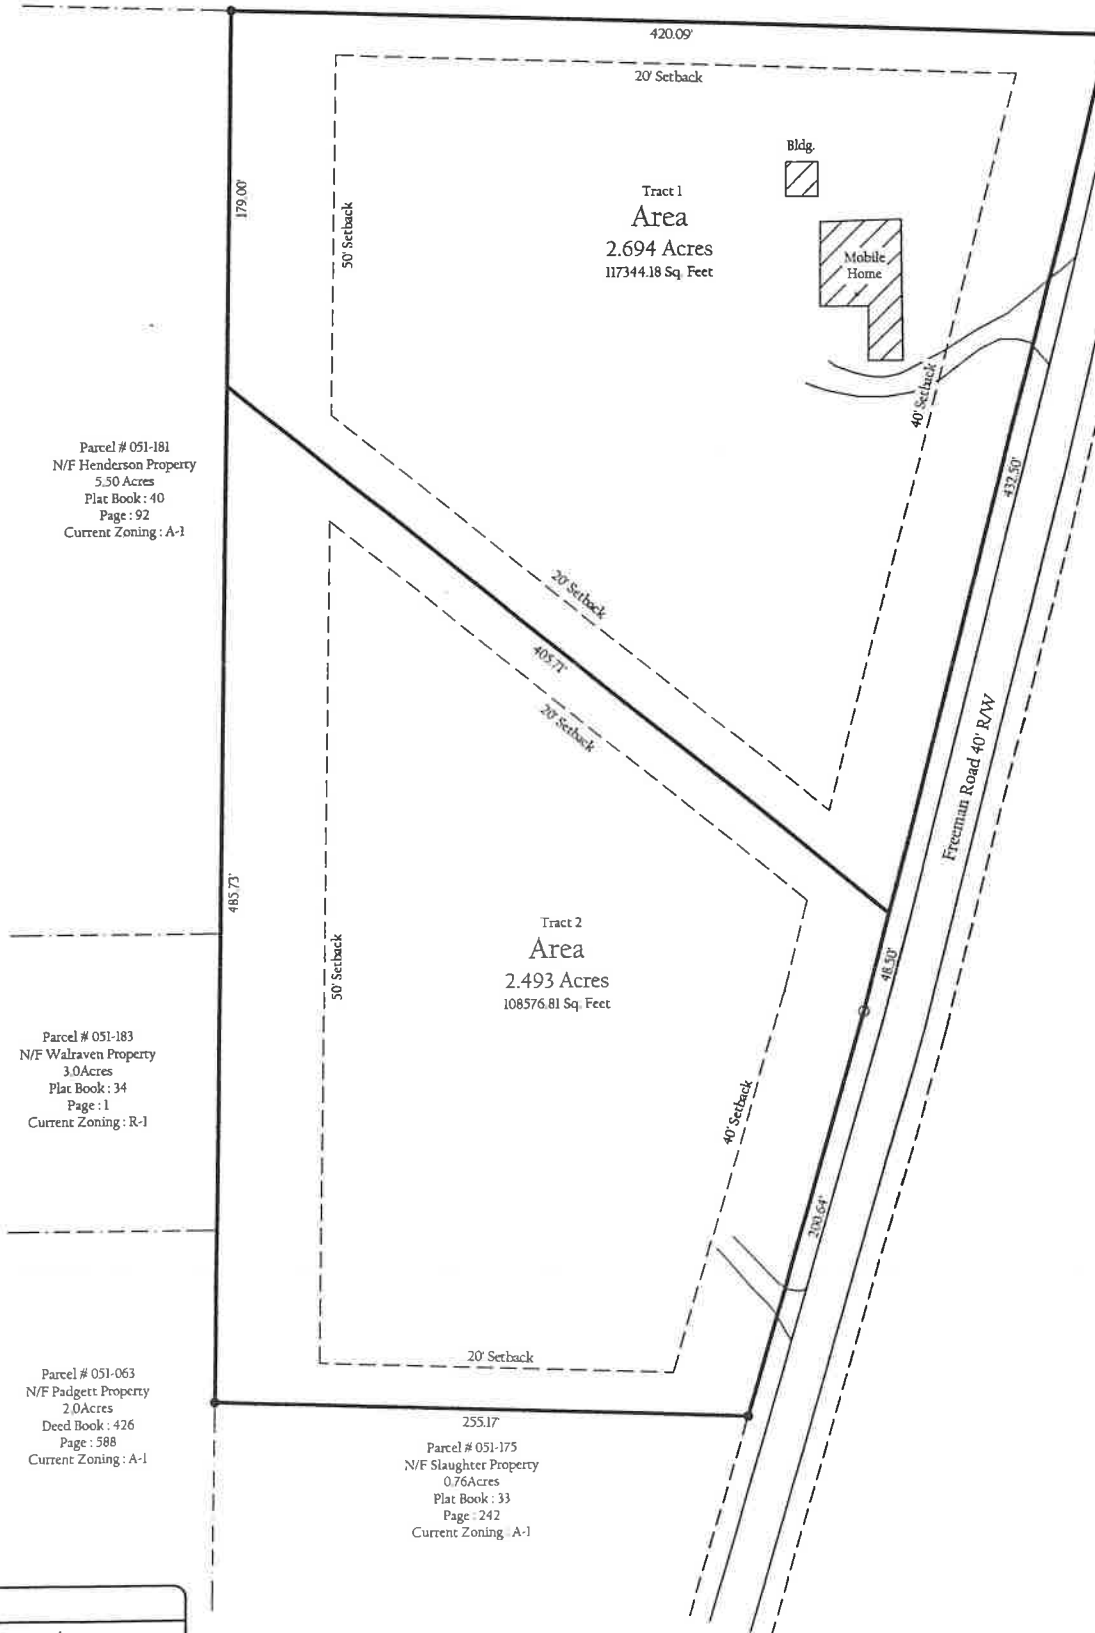 420.09'
20' Setback
Bldg.
179.00'
50' Setback
Tract 1
Area
2.694 Acres
117344.18 Sq. Feet
Mobile
Home
40' Setback
432.50'
Parcel # 051-181
N/F Henderson Property
5.50 Acres
Plat Book : 40
Page : 92
Current Zoning : A-1
20' Setback
405.71'
20' Setback
Freeman Road 40' R/W
485.73'
50' Setback
Tract 2
Area
2.493 Acres
108576.81 Sq. Feet
48.50'
Parcel # 051-183
N/F Walraven Property
3.0Acres
Plat Book : 34
Page : 1
Current Zoning : R-1
40' Setback
200.64'
20' Setback
Parcel # 051-063
N/F Padgett Property
2.0Acres
Deed Book : 426
Page : 588
Current Zoning : A-1
255.17'
Parcel # 051-175
N/F Slaughter Property
0.76Acres
Plat Book : 33
Page : 242
Current Zoning : A-1